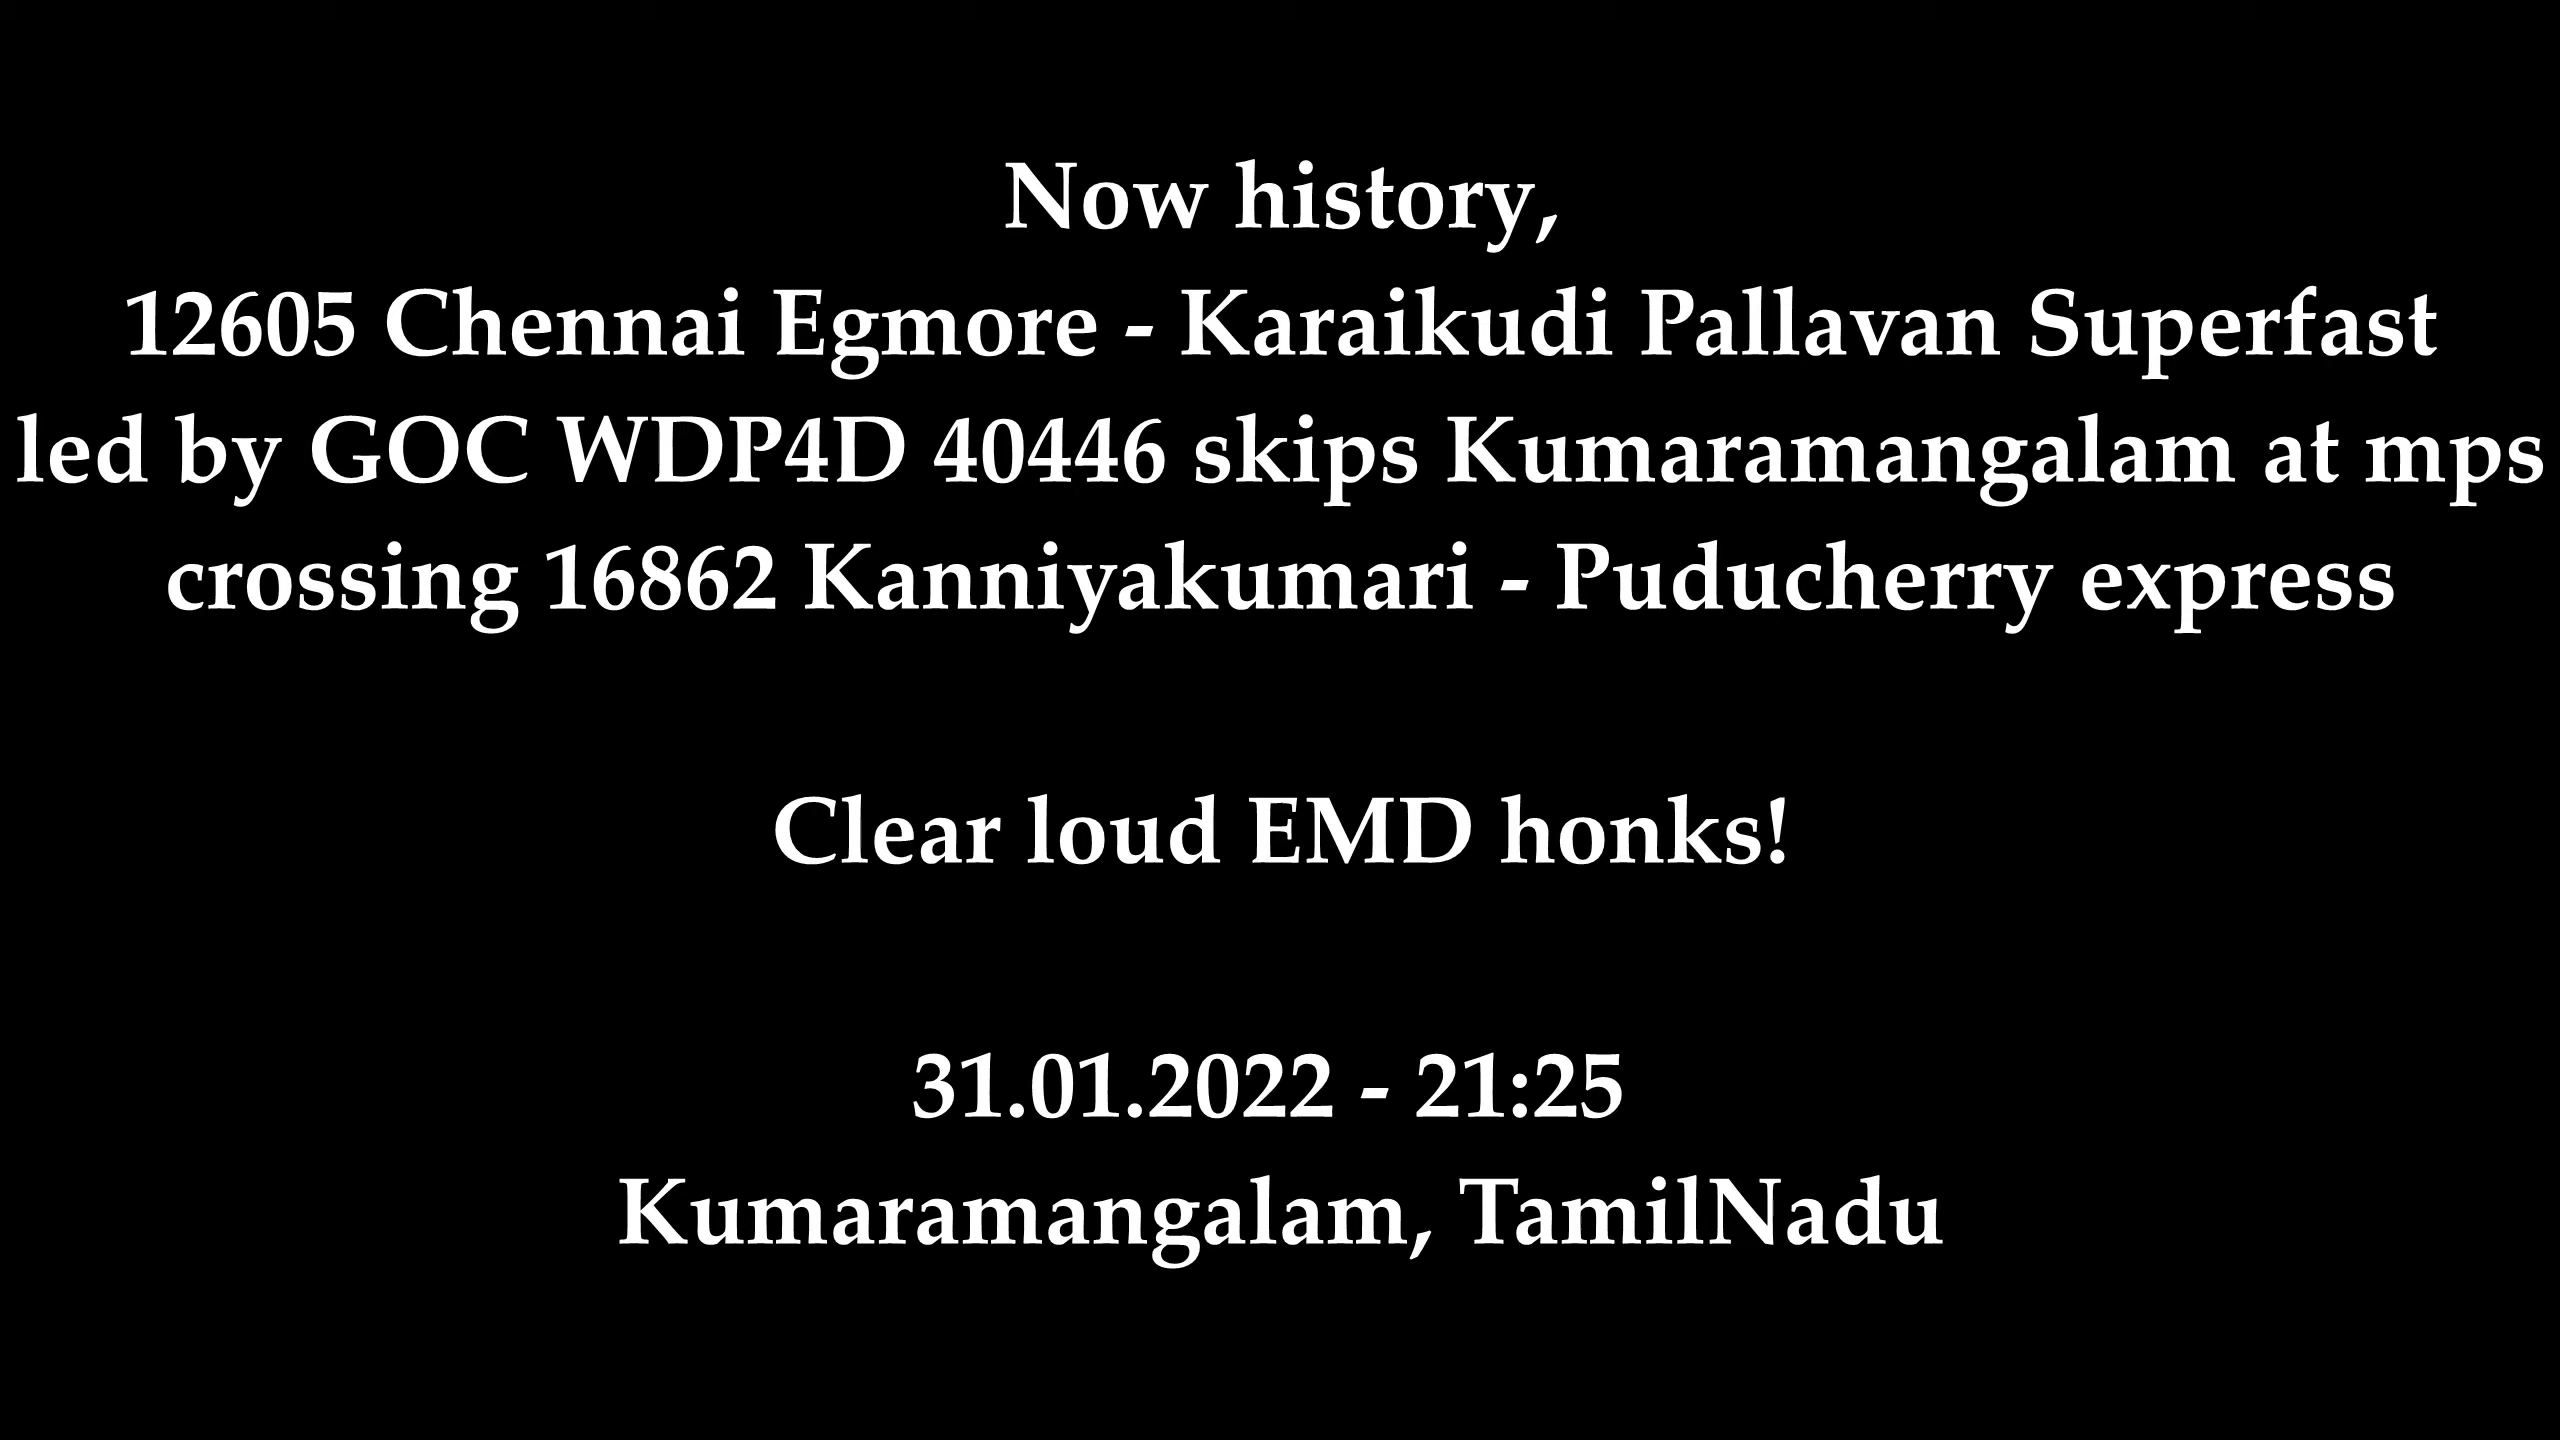 Now history,
12605 Chennai Egmore - Karaikudi Pallavan Superfast
led by GOC WDP4D 40446 skips Kumaramangalam at mps
crossing 16862 Kanniyakumari - Puducherry express
Clear loud EMD honks!
31.01.2022 - 21:25
Kumaramangalam, TamilNadu